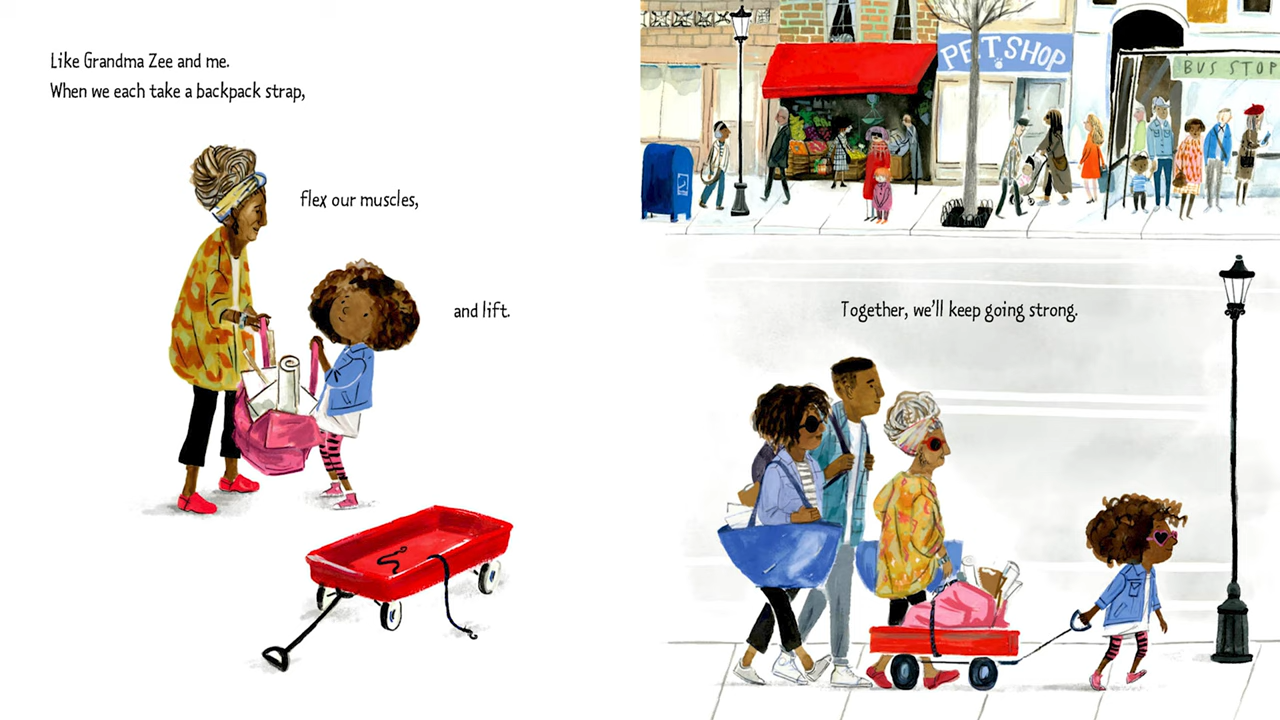 Like Grandma Zee and me.
When we each take a backpack strap,
flex our muscles,
and lift.
PET SHOP
BUS STOP
Together, we'll keep going strong.